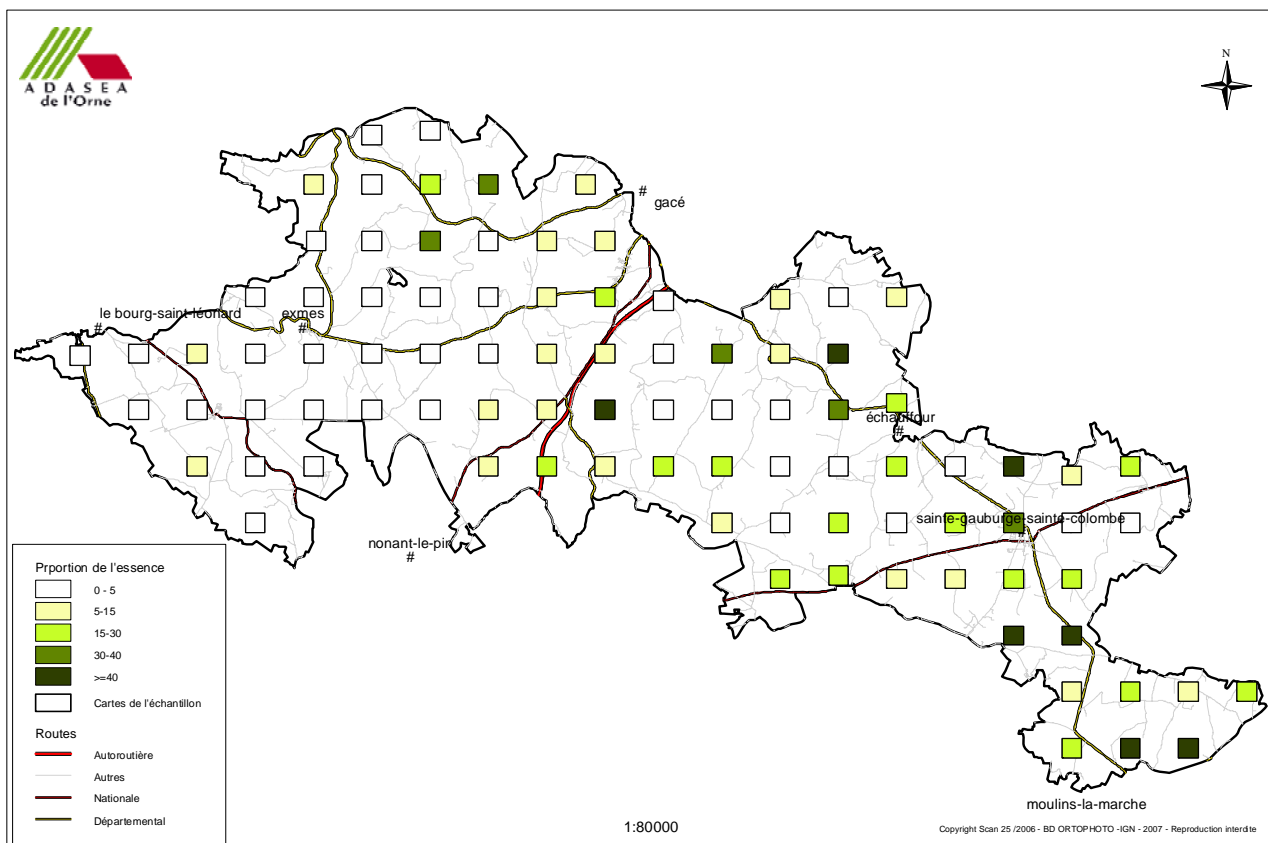 ADASEA
de l'Orne
N
#
gacé
le bourg-saint-léonard
#
exmes
#
échauffour
#
sainte-gauburge-sainte-colombe
#
nonant-le-pin
#
Prportion de l'essence
0 - 5
5-15
15-30
30-40
>=40
Cartes de l'échantillon
Routes
Autoroutière
Autres
Nationale
Départemental
moulins-la-marche
1:80000
Copyright Scan 25 /2006 - BD ORTOPHOTO -IGN - 2007 - Reproduction interdite